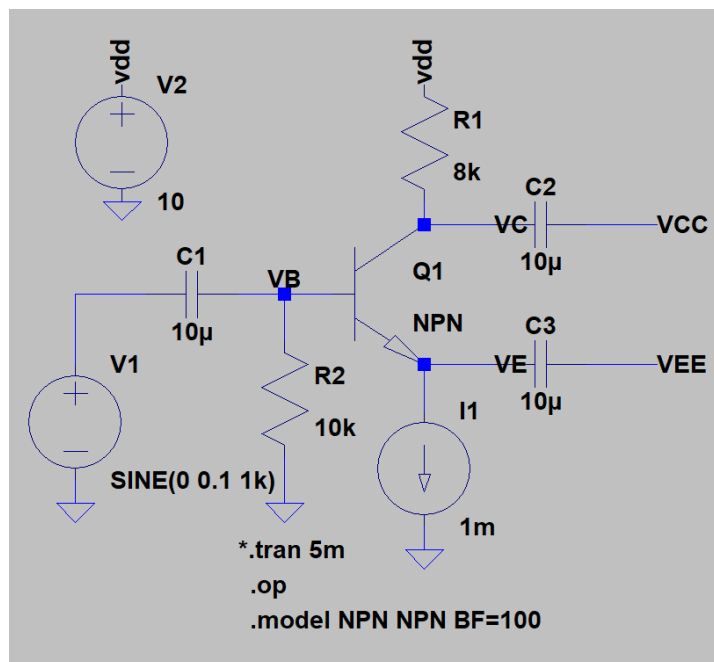 vdd
V2
10
vdd
R1
8k
C2
VC
VCC
10µ
C1
VB
10µ
Q1
NPN
C3
VE
VEE
10µ
V1
R2
10k
I1
SINE(0 0.1 1k)
1m
*.tran 5m
.op
.model NPN NPN BF=100